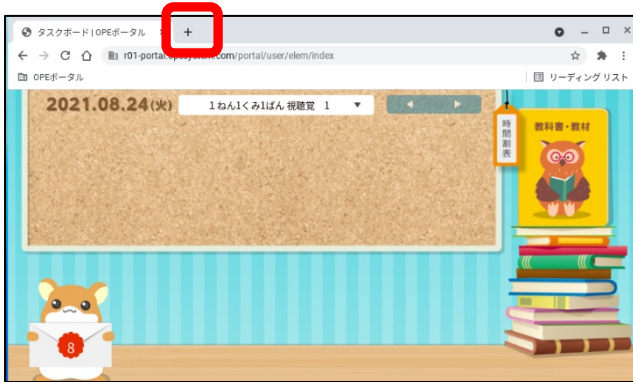 タスクボード | OPEポータル
r01-portal.opesystem.com/portal/user/elem/index
OPEポータル
リーディング リスト
2021.08.24(火)
1ねん1くみ1ばん 視聴覚 1
時間割表
教科書・教材
8